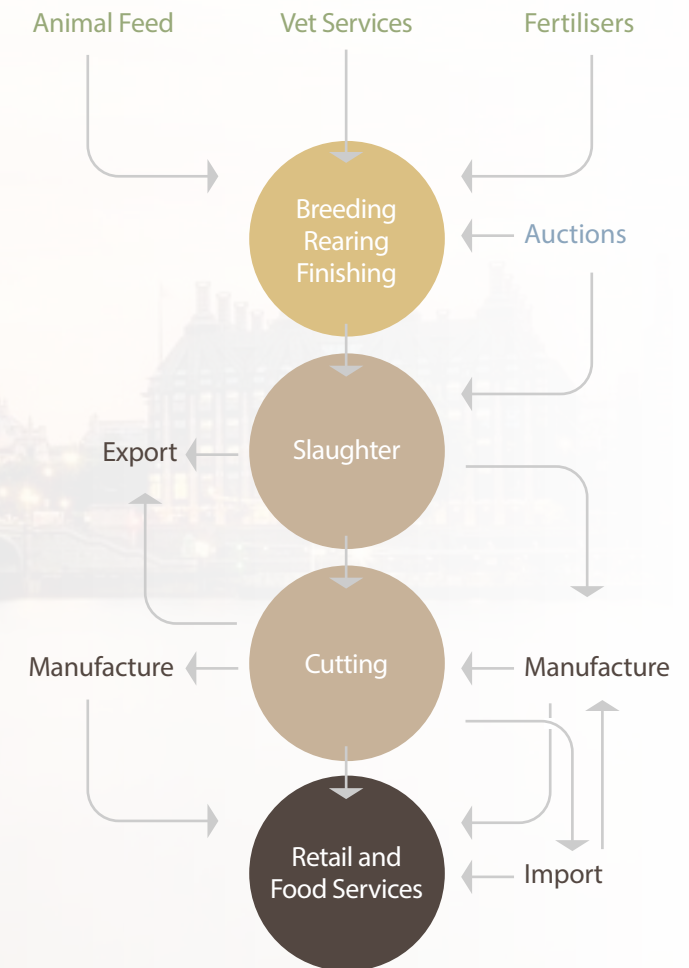 Animal Feed
Vet Services
Fertilisers
Breeding
Rearing
Finishing
Auctions
Export
Slaughter
Manufacture
Cutting
Manufacture
Retail and
Food Services
Import